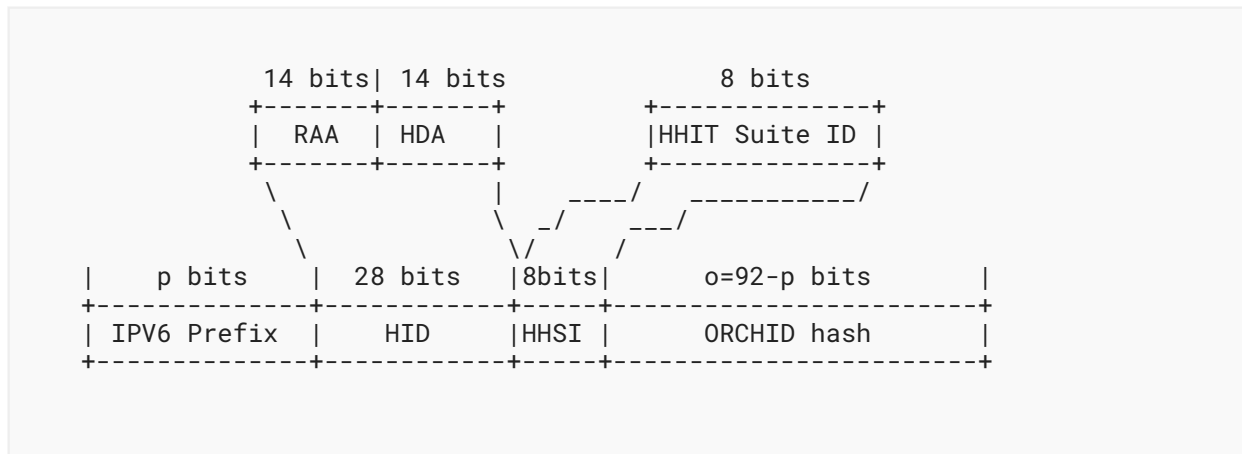 14 bits| 14 bits              8 bits
               +-------+-------+         +--------------+
               |  RAA  | HDA   |         |HHIT Suite ID |
               +-------+-------+         +--------------+
                \              |    ____/   ___________/
                 \             \  _/    ___/
                  \             \/     /
    |    p bits    |  28 bits   |8bits|      o=92-p bits       |
    +--------------+------------+-----+------------------------+
    | IPV6 Prefix  |    HID     |HHSI |      ORCHID hash       |
    +--------------+------------+-----+------------------------+